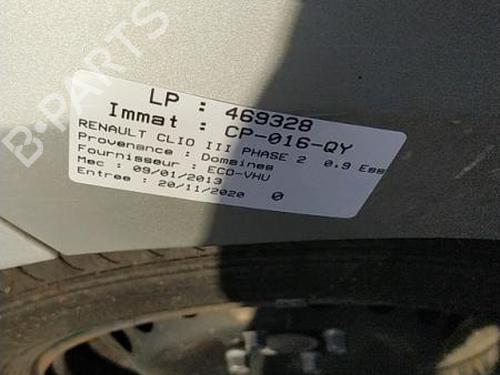 B-PARTS
LP : 469328
Immat : CP-016-QY
RENAULT CLIO III PHASE 2 0.9 Ess
Provenance : Domaines
Fournisseur : ECO-VHU
Mec : 09/01/2013
Entree : 20/11/2020 0